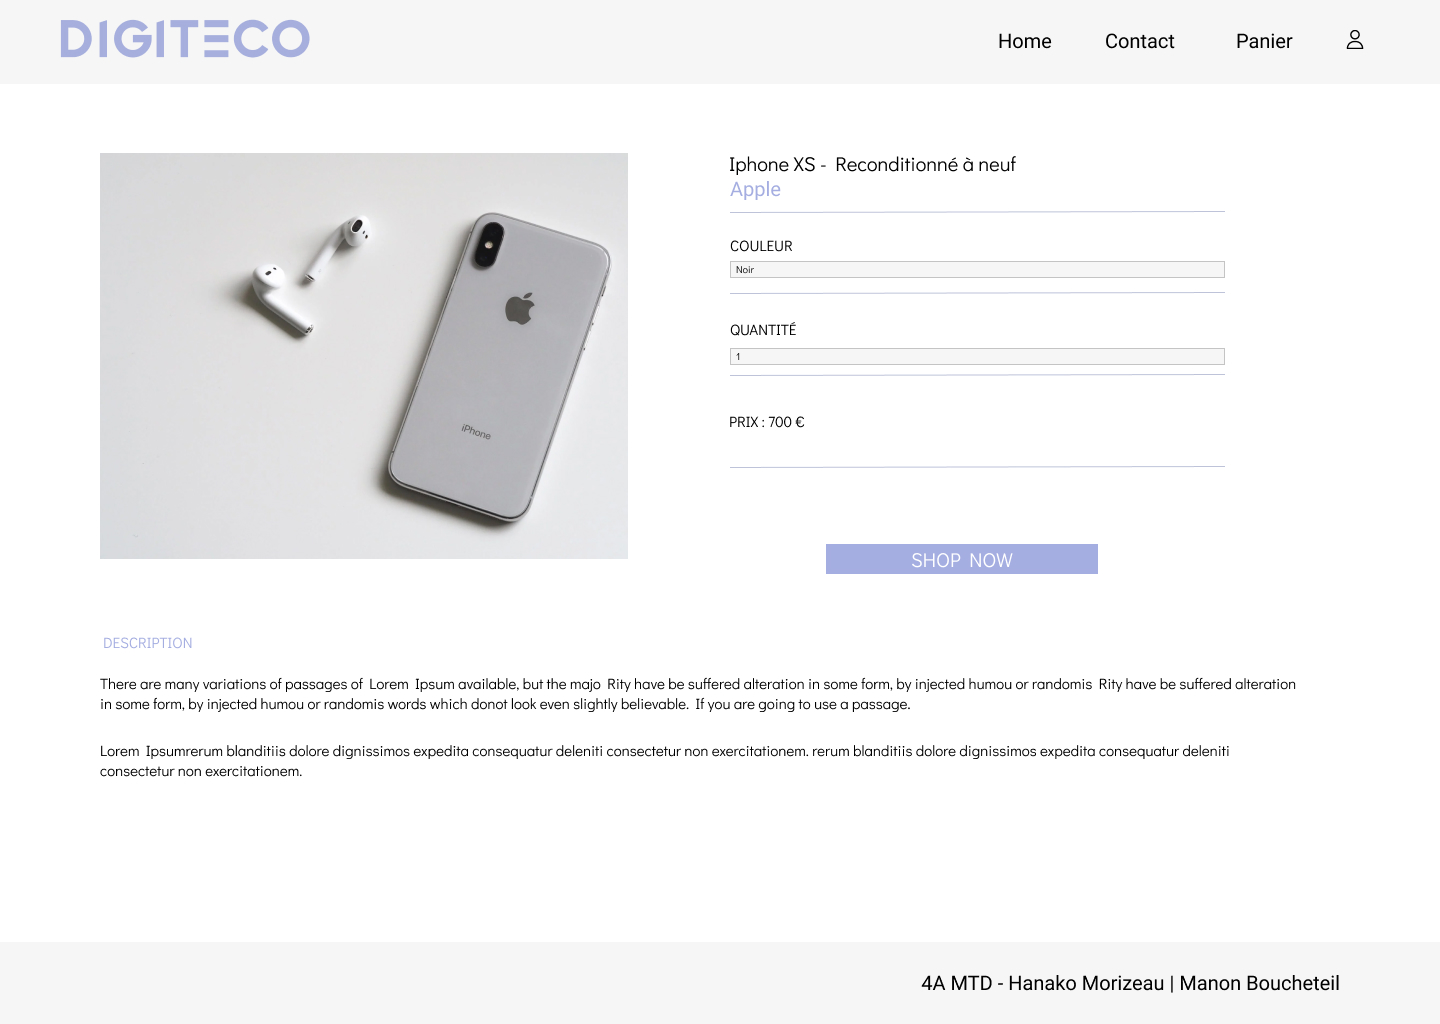 DIGITECO
Home Contact Panier
Iphone XS - Reconditionné à neuf
Apple
COULEUR
Noir
QUANTITÉ
1
PRIX : 700 €
iPhone
SHOP NOW
DESCRIPTION
There are many variations of passages of Lorem Ipsum available, but the majo Rity have be suffered alteration in some form, by injected humou or randomis Rity have be suffered alteration
in some form, by injected humou or randomis words which donot look even slightly believable. If you are going to use a passage.
Lorem Ipsumrerum blanditiis dolore dignissimos expedita consequatur deleniti consectetur non exercitationem. rerum blanditiis dolore dignissimos expedita consequatur deleniti
consectetur non exercitationem.
4A MTD - Hanako Morizeau | Manon Boucheteil